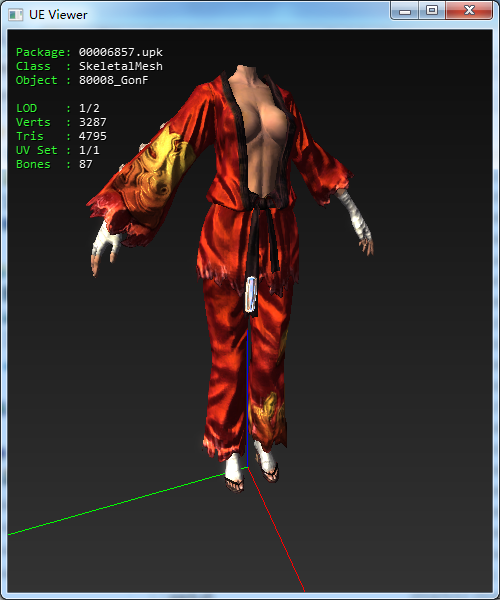 UE Viewer
Package: 00006857.upk
Class : SkeletalMesh
Object : 80008_GonF
LOD : 1/2
Verts : 3287
Tris : 4795
UV Set : 1/1
Bones : 87